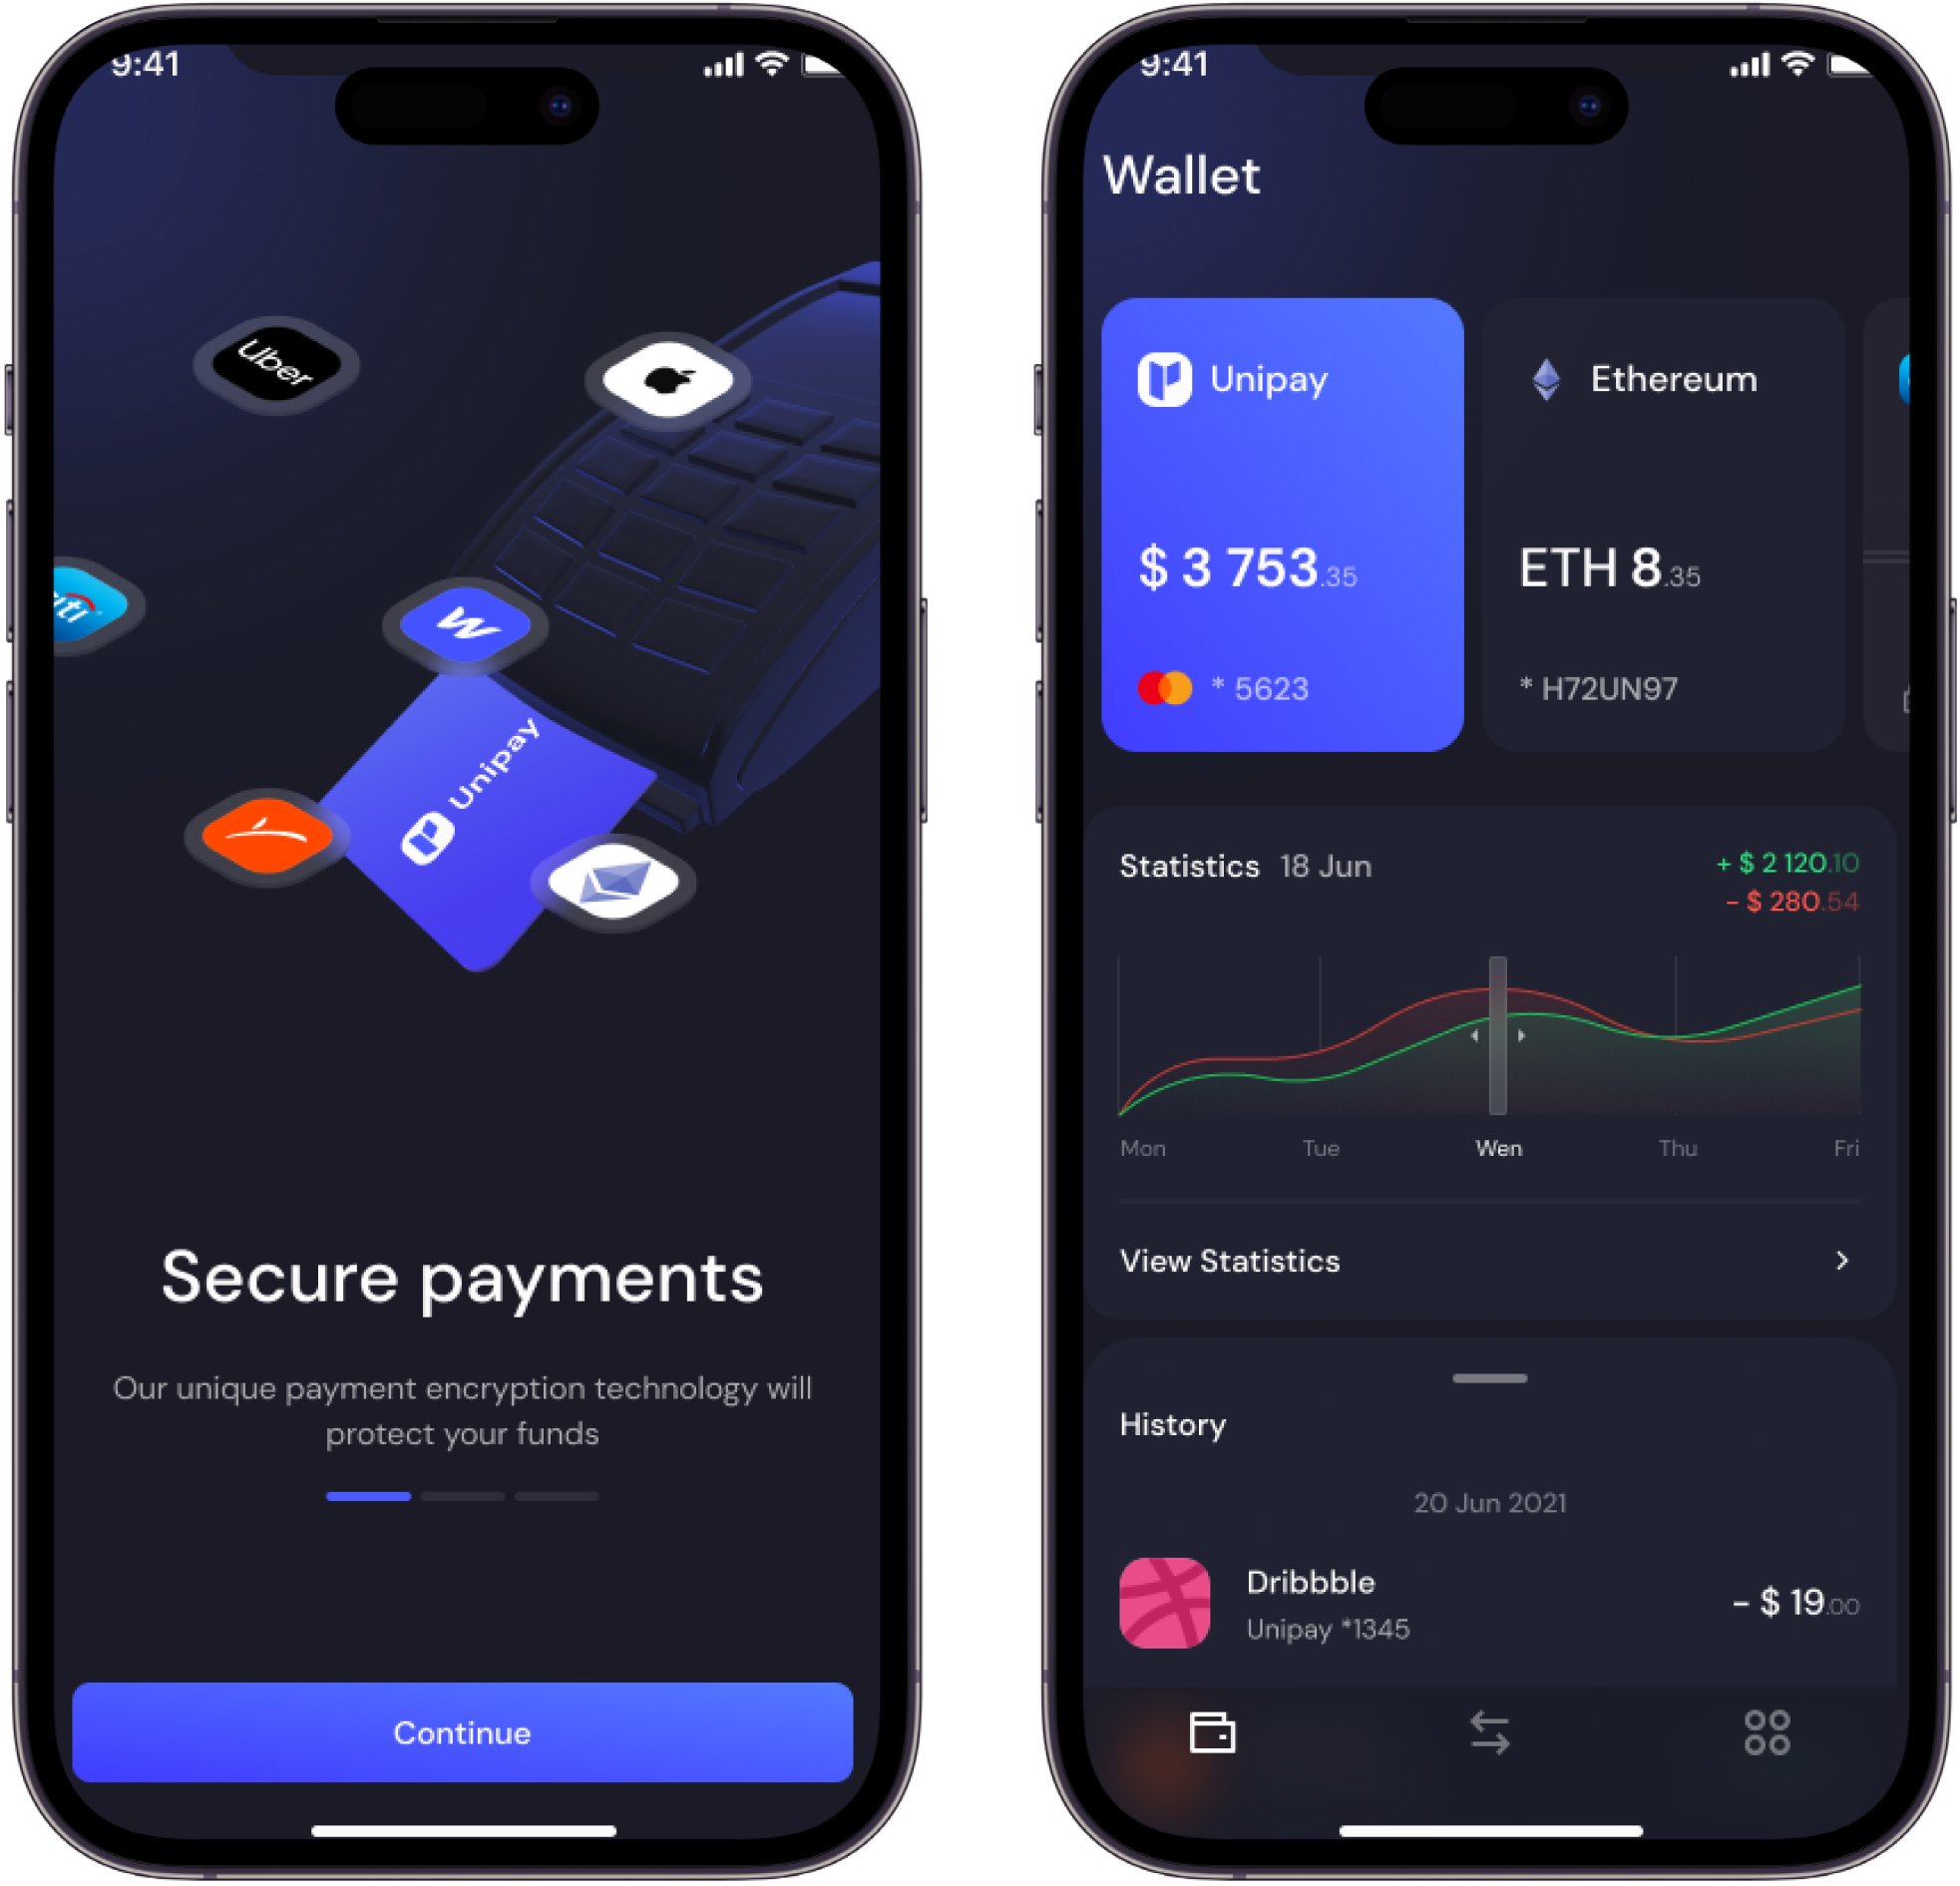 9:41
Uber
iti
Unipay
Secure payments
Our unique payment encryption technology will
protect your funds
Continue
9:41
Wallet
Unipay
Ethereum
$ 3 753.35
ETH 8.35
* 5623
* H72UN97
Statistics 18 Jun
+ $ 2 120.10
- $ 280.54
Mon Tue Wen Thu Fri
View Statistics
History
20 Jun 2021
Dribbble
- $ 19.00
Unipay *1345